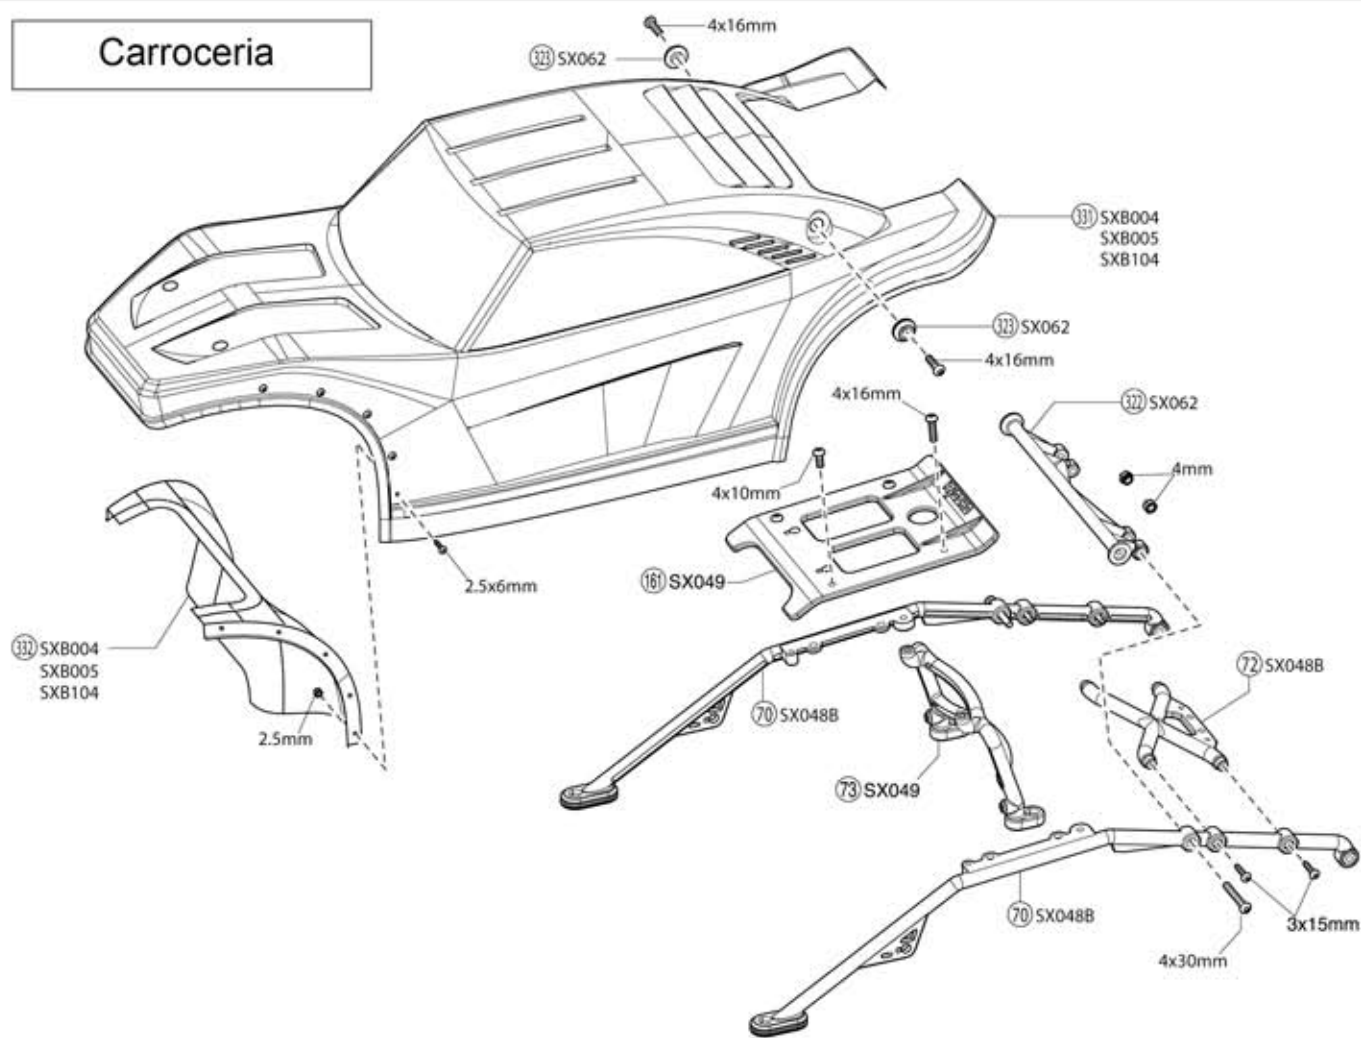 Carroceria
4x16mm
323 SX062
331 SXB004
SXB005
SXB104
323 SX062
4x16mm
4x16mm
322 SX062
4mm
4x10mm
2.5x6mm
161 SX049
332 SXB004
SXB005
SXB104
2.5mm
70 SX048B
72 SX048B
73 SX049
70 SX048B
3x15mm
4x30mm